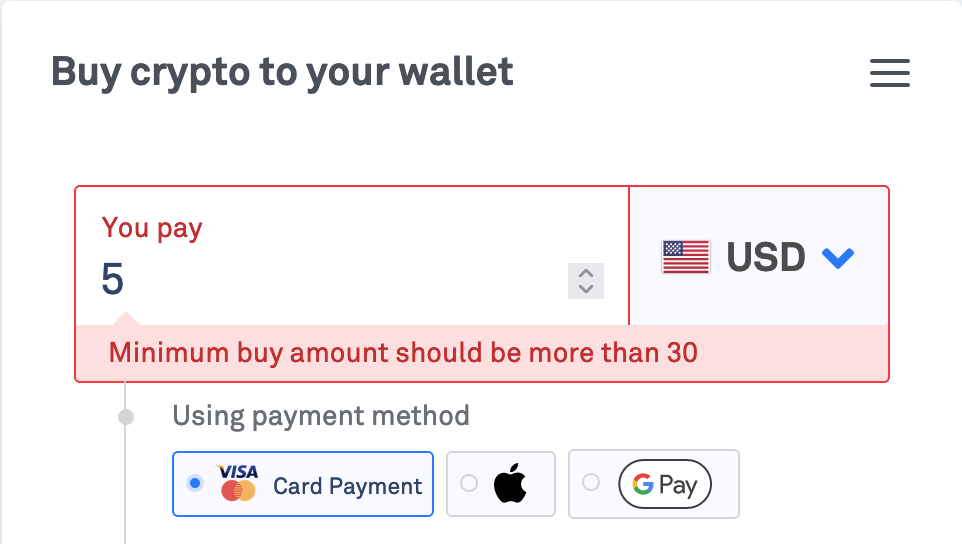 Buy crypto to your wallet
You pay
5
USD
Minimum buy amount should be more than 30
Using payment method
VISA Card Payment
G Pay